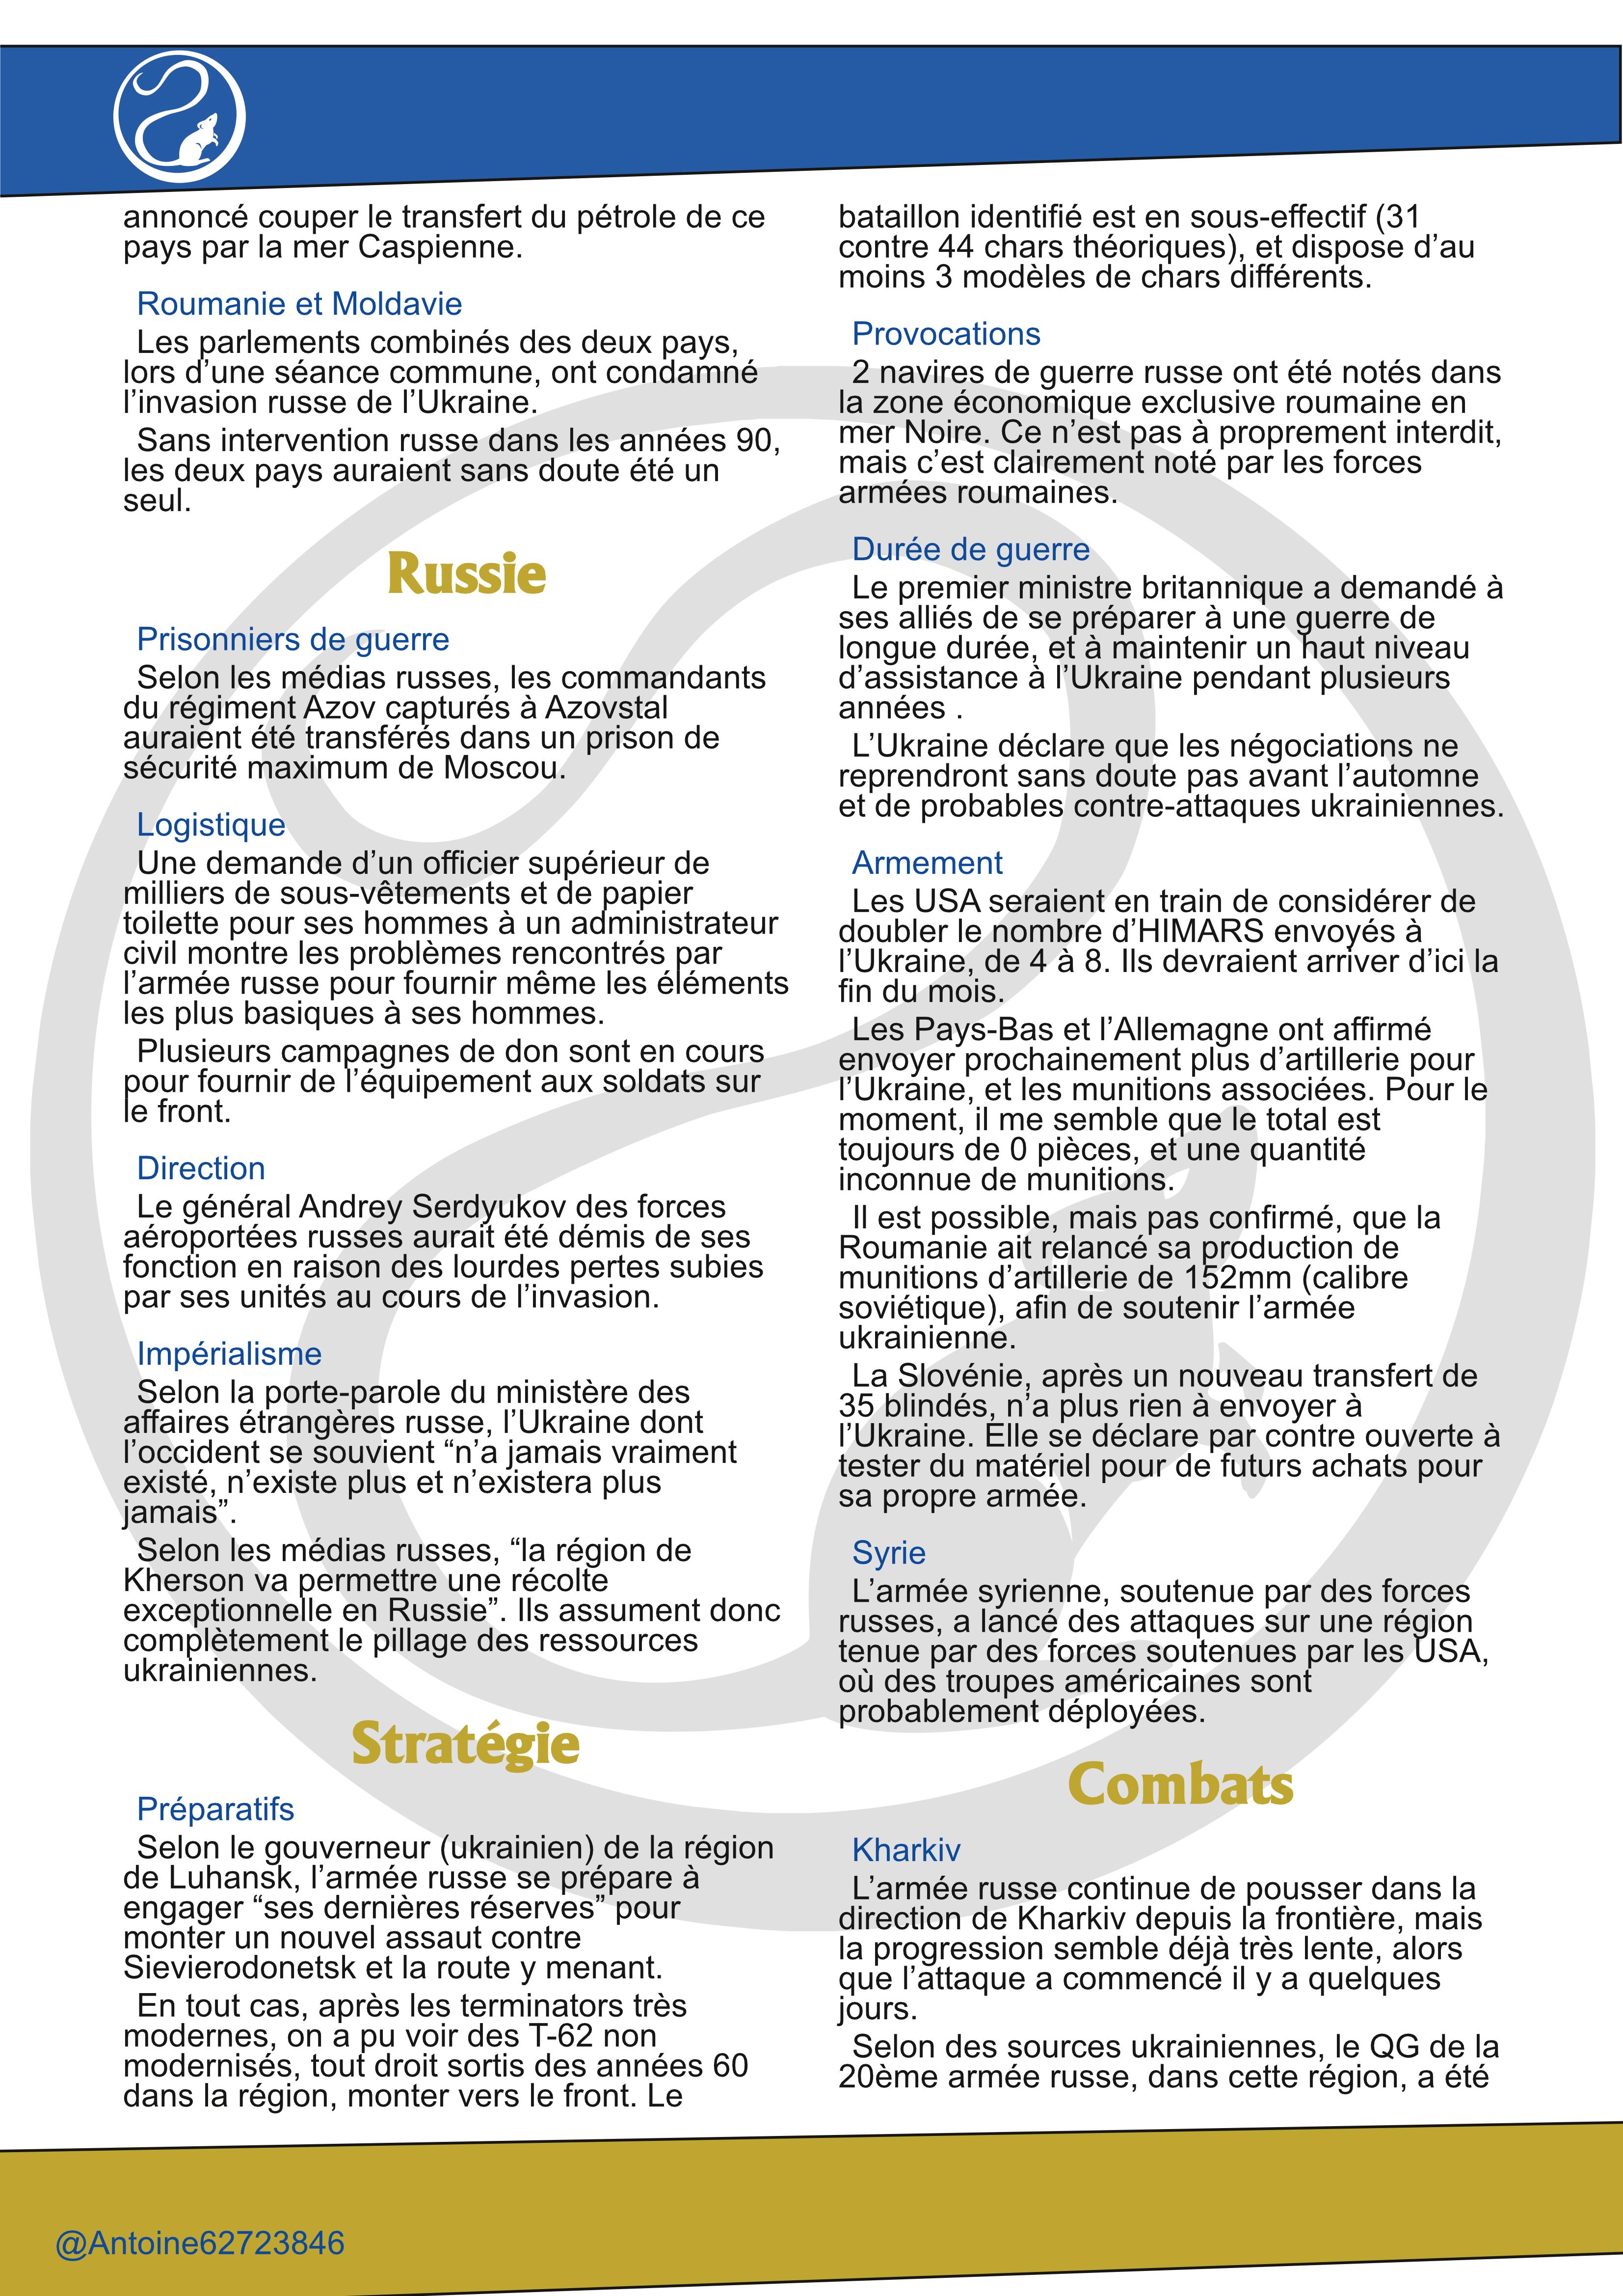 annoncé couper le transfert du pétrole de ce
pays par la mer Caspienne.
Roumanie et Moldavie
Les parlements combinés des deux pays,
lors d’une séance commune, ont condamné
l’invasion russe de l’Ukraine.
Sans intervention russe dans les années 90,
les deux pays auraient sans doute été un
seul.
Russie
Prisonniers de guerre
Selon les médias russes, les commandants
du régiment Azov capturés à Azovstal
auraient été transférés dans un prison de
sécurité maximum de Moscou.
Logistique
Une demande d’un officier supérieur de
milliers de sous-vêtements et de papier
toilette pour ses hommes à un administrateur
civil montre les problèmes rencontrés par
l’armée russe pour fournir même les éléments
les plus basiques à ses hommes.
Plusieurs campagnes de don sont en cours
pour fournir de l’équipement aux soldats sur
le front.
Direction
Le général Andrey Serdyukov des forces
aéroportées russes aurait été démis de ses
fonction en raison des lourdes pertes subies
par ses unités au cours de l’invasion.
Impérialisme
Selon la porte-parole du ministère des
affaires étrangères russe, l’Ukraine dont
l’occident se souvient “n’a jamais vraiment
existé, n’existe plus et n’existera plus
jamais”.
Selon les médias russes, “la région de
Kherson va permettre une récolte
exceptionnelle en Russie”. Ils assument donc
complètement le pillage des ressources
ukrainiennes.
Stratégie
Préparatifs
Selon le gouverneur (ukrainien) de la région
de Luhansk, l’armée russe se prépare à
engager “ses dernières réserves” pour
monter un nouvel assaut contre
Sievierodonetsk et la route y menant.
En tout cas, après les terminators très
modernes, on a pu voir des T-62 non
modernisés, tout droit sortis des années 60
dans la région, monter vers le front. Le
bataillon identifié est en sous-effectif (31
contre 44 chars théoriques), et dispose d’au
moins 3 modèles de chars différents.
Provocations
2 navires de guerre russe ont été notés dans
la zone économique exclusive roumaine en
mer Noire. Ce n’est pas à proprement interdit,
mais c’est clairement noté par les forces
armées roumaines.
Durée de guerre
Le premier ministre britannique a demandé à
ses alliés de se préparer à une guerre de
longue durée, et à maintenir un haut niveau
d’assistance à l’Ukraine pendant plusieurs
années .
L’Ukraine déclare que les négociations ne
reprendront sans doute pas avant l’automne
et de probables contre-attaques ukrainiennes.
Armement
Les USA seraient en train de considérer de
doubler le nombre d’HIMARS envoyés à
l’Ukraine, de 4 à 8. Ils devraient arriver d’ici la
fin du mois.
Les Pays-Bas et l’Allemagne ont affirmé
envoyer prochainement plus d’artillerie pour
l’Ukraine, et les munitions associées. Pour le
moment, il me semble que le total est
toujours de 0 pièces, et une quantité
inconnue de munitions.
Il est possible, mais pas confirmé, que la
Roumanie ait relancé sa production de
munitions d’artillerie de 152mm (calibre
soviétique), afin de soutenir l’armée
ukrainienne.
La Slovénie, après un nouveau transfert de
35 blindés, n’a plus rien à envoyer à
l’Ukraine. Elle se déclare par contre ouverte à
tester du matériel pour de futurs achats pour
sa propre armée.
Syrie
L’armée syrienne, soutenue par des forces
russes, a lancé des attaques sur une région
tenue par des forces soutenues par les USA,
où des troupes américaines sont
probablement déployées.
Combats
Kharkiv
L’armée russe continue de pousser dans la
direction de Kharkiv depuis la frontière, mais
la progression semble déjà très lente, alors
que l’attaque a commencé il y a quelques
jours.
Selon des sources ukrainiennes, le QG de la
20ème armée russe, dans cette région, a été
@Antoine62723846